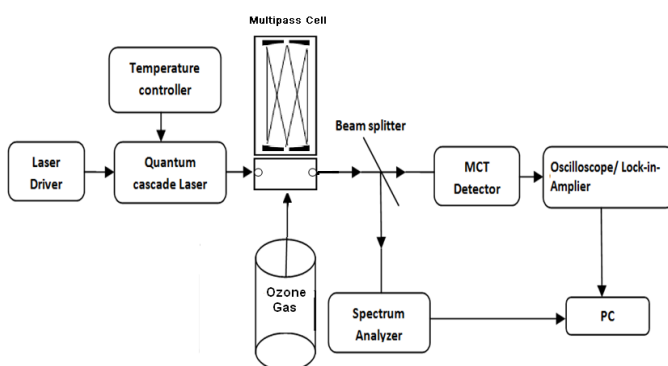 Multipass Cell
Temperature
controller
Beam splitter
Laser
Driver
Quantum
cascade Laser
MCT
Detector
Oscilloscope/ Lock-in-
Amplier
Ozone
Gas
Spectrum
Analyzer
PC